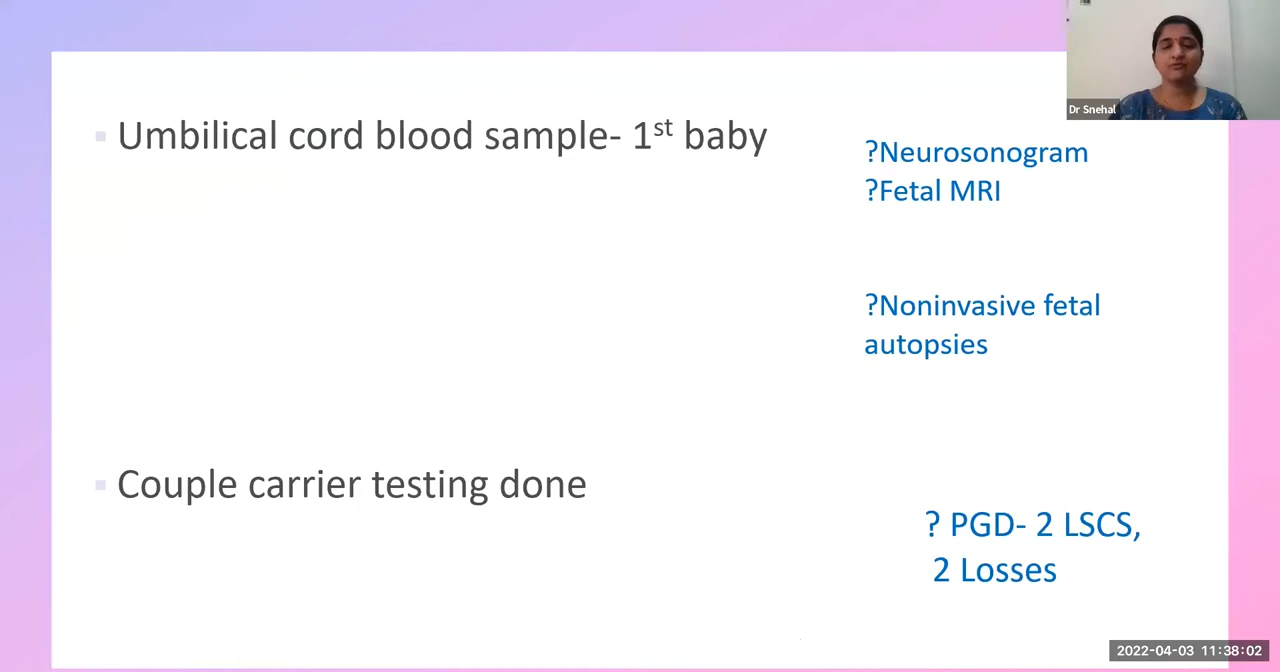 Dr Snehal
Umbilical cord blood sample- 1st baby
?Neurosonogram
?Fetal MRI
?Noninvasive fetal
autopsies
Couple carrier testing done
? PGD- 2 LSCS,
2 Losses
2022-04-03 11:38:02